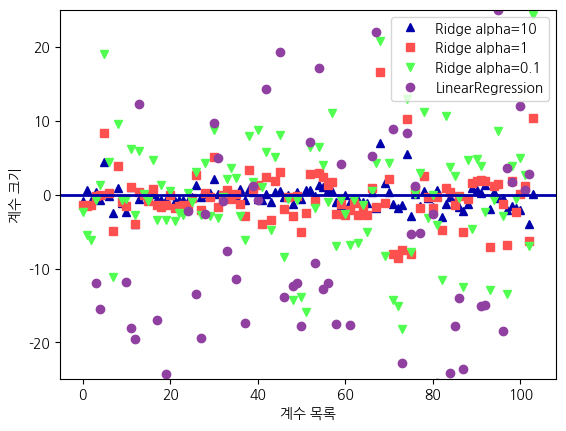 Ridge alpha=10
Ridge alpha=1
Ridge alpha=0.1
LinearRegression
계수 크기
20
10
0
-10
-20
0
20
40
60
80
100
계수 목록